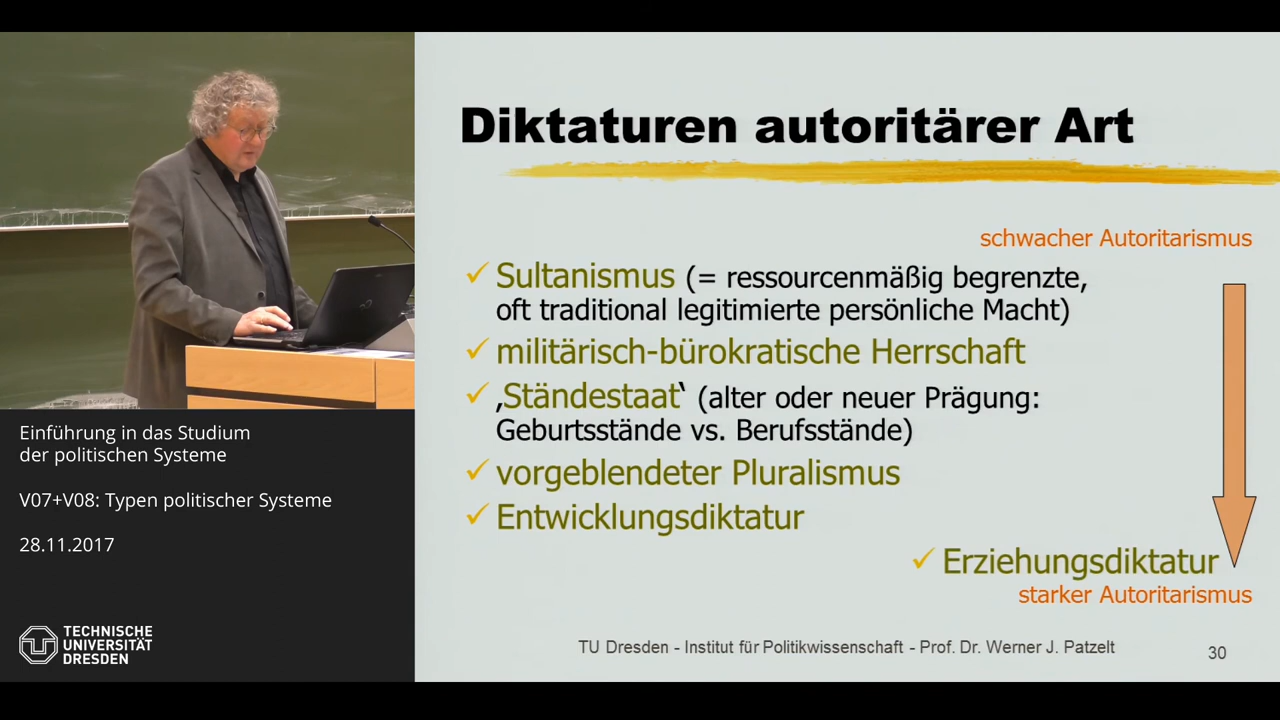 Diktaturen autoritärer Art
schwacher Autoritarismus
✓ Sultanismus (= ressourcenmäßig begrenzte,
oft traditional legitimierte persönliche Macht)
✓ militärisch-bürokratische Herrschaft
✓ ‚Ständestaat‛ (alter oder neuer Prägung:
Geburtsstände vs. Berufsstände)
✓ vorgeblendeter Pluralismus
✓ Entwicklungsdiktatur
✓ Erziehungsdiktatur
starker Autoritarismus
TU Dresden - Institut für Politikwissenschaft - Prof. Dr. Werner J. Patzelt
30
Einführung in das Studium
der politischen Systeme
V07+V08: Typen politischer Systeme
28.11.2017
TECHNISCHE
UNIVERSITÄT
DRESDEN